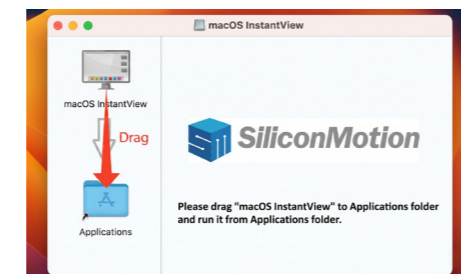 macOS InstantView
macOS InstantView
Drag
Applications
SiliconMotion
Please drag "macOS InstantView" to Applications folder
and run it from Applications folder.